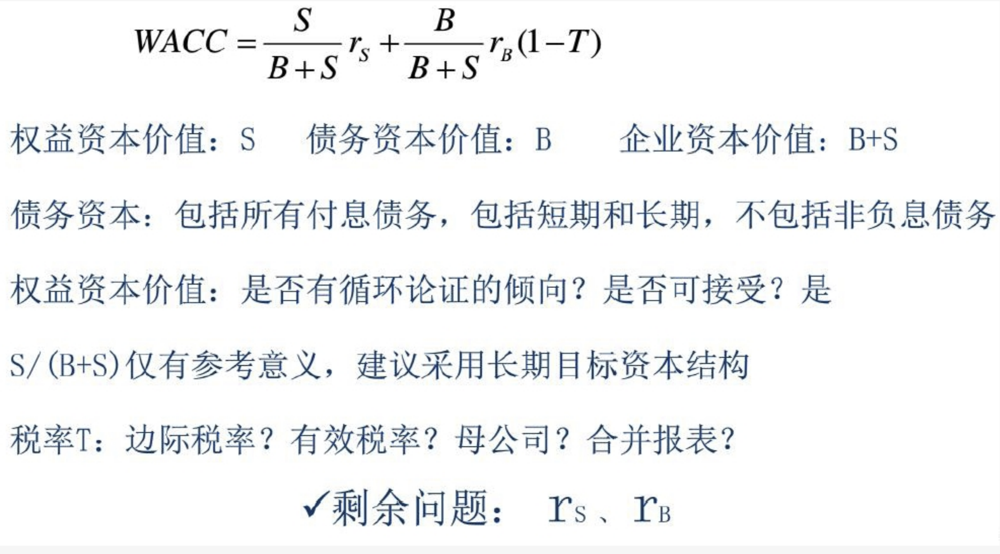 WACC = \frac{S}{B+S} r_S + \frac{B}{B+S} r_B (1-T)
权益资本价值：S 债务资本价值：B 企业资本价值：B+S
债务资本：包括所有付息债务，包括短期和长期，不包括非负息债务
权益资本价值：是否有循环论证的倾向？是否可接受？是
S/(B+S)仅有参考意义，建议采用长期目标资本结构
税率T：边际税率？有效税率？母公司？合并报表？
✓剩余问题： r_S、r_B